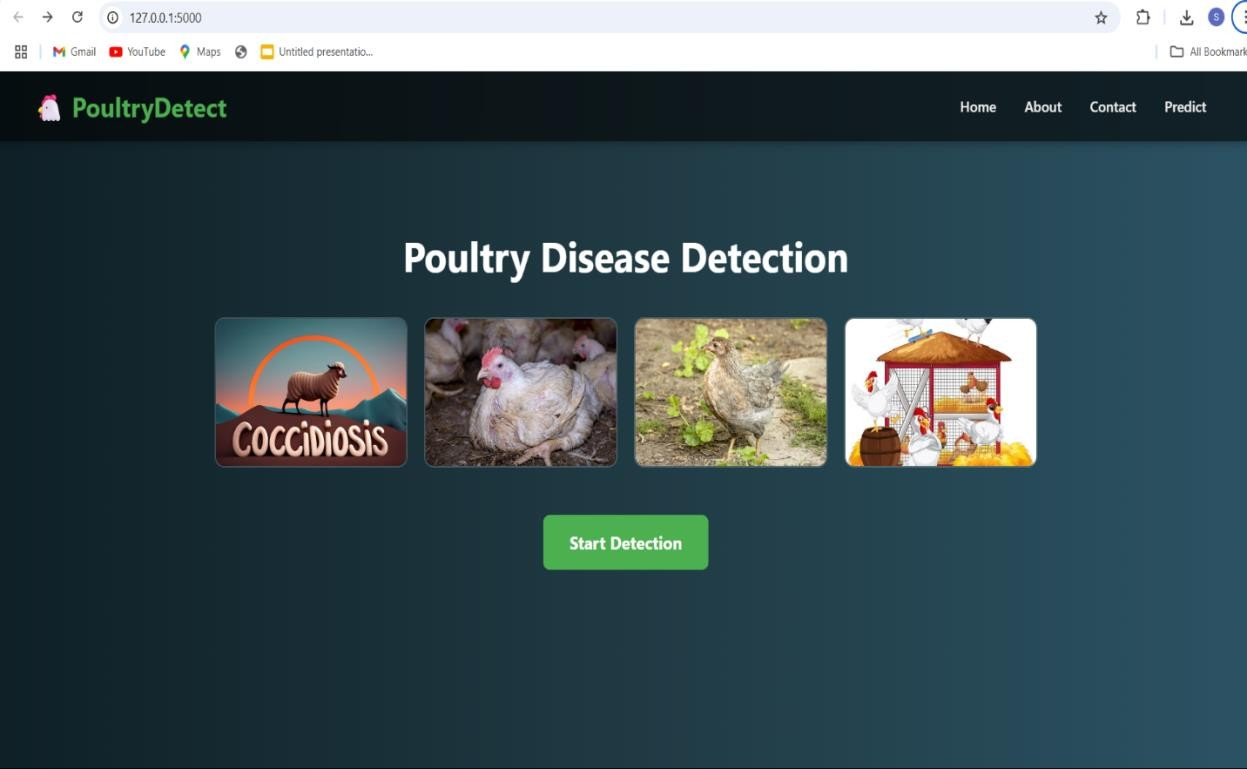 127.0.0.1:5000
S
Gmail YouTube Maps Untitled presentatio... All Bookmark
PoultryDetect Home About Contact Predict
Poultry Disease Detection
COCCiDiOSiS
Start Detection